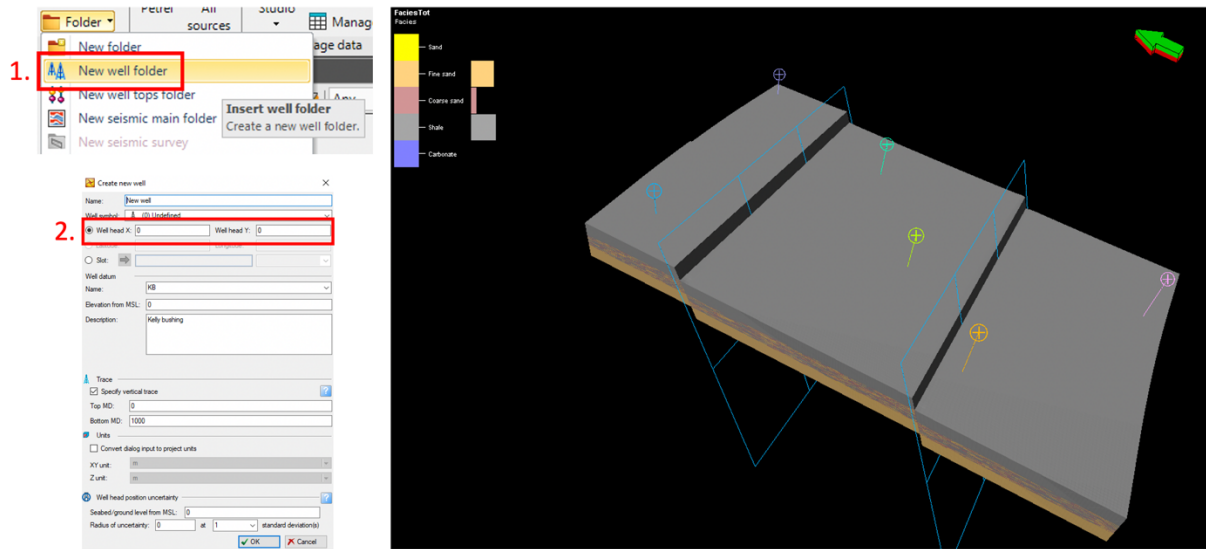 Petrel All Studio
Folder sources Manag
New folder age data
1. New well folder
New well tops folder Any
Insert well folder
New seismic main folder Create a new well folder.
New seismic survey
Create new well
Name: New well
Well symbol: (0) Undefined
2. Well head X: 0 Well head Y: 0
Slot:
Well datum
Name: KB
Elevation from MSL: 0
Description: Kelly bushing
Trace
Specify vertical trace
Top MD: 0
Bottom MD: 1000
Units
Convert dialog input to project units
XY unit: m
Z unit: m
Well head position uncertainty
Seabed/ground level from MSL: 0
Radius of uncertainty: 0 at 1 standard deviation(s)
OK Cancel
FaciesTot
Facies
Sand
Fine sand
Coarse sand
Shale
Carbonate